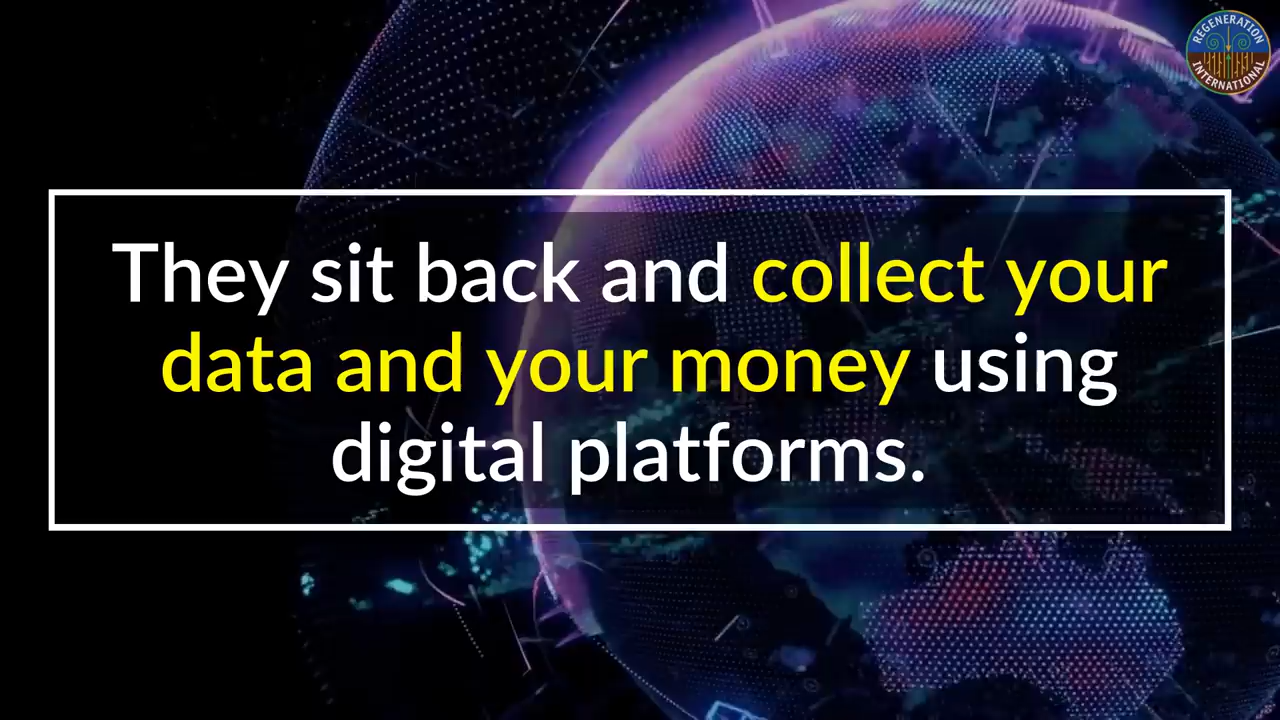 REGENERATION
INTERNATIONAL
They sit back and collect your
data and your money using
digital platforms.